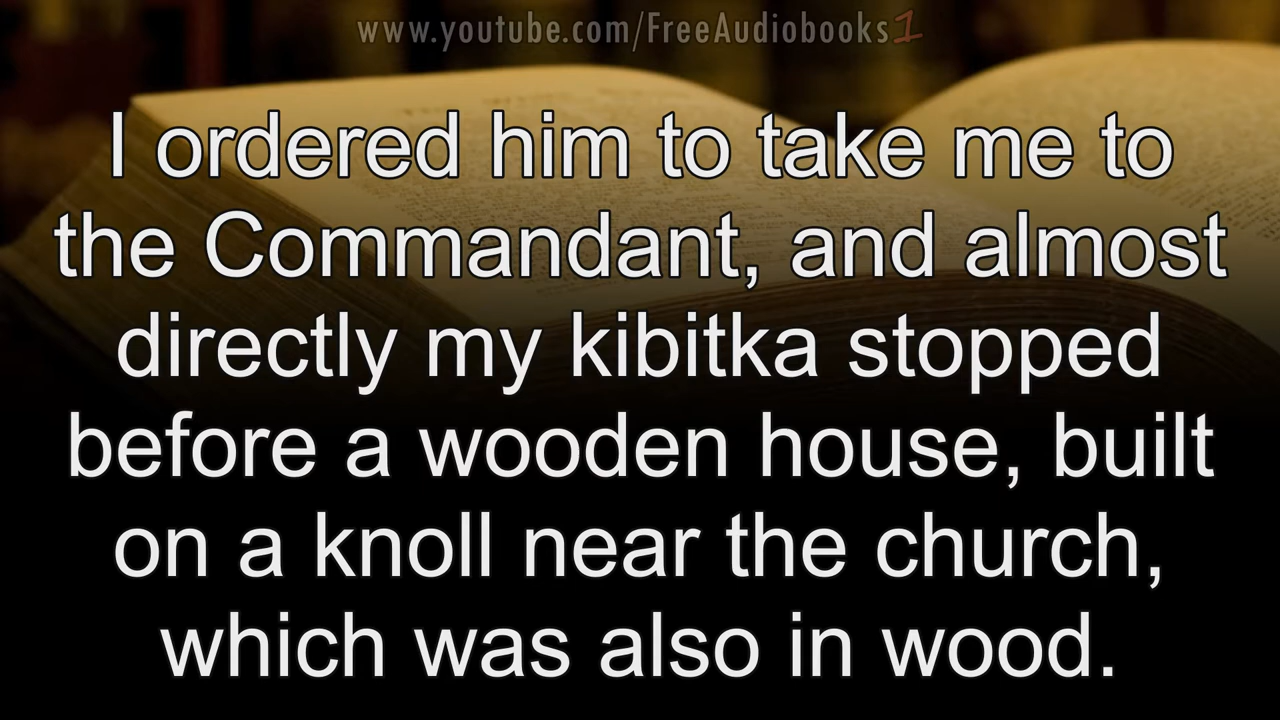 www.youtube.com/FreeAudiobooks1
I ordered him to take me to
the Commandant, and almost
directly my kibitka stopped
before a wooden house, built
on a knoll near the church,
which was also in wood.